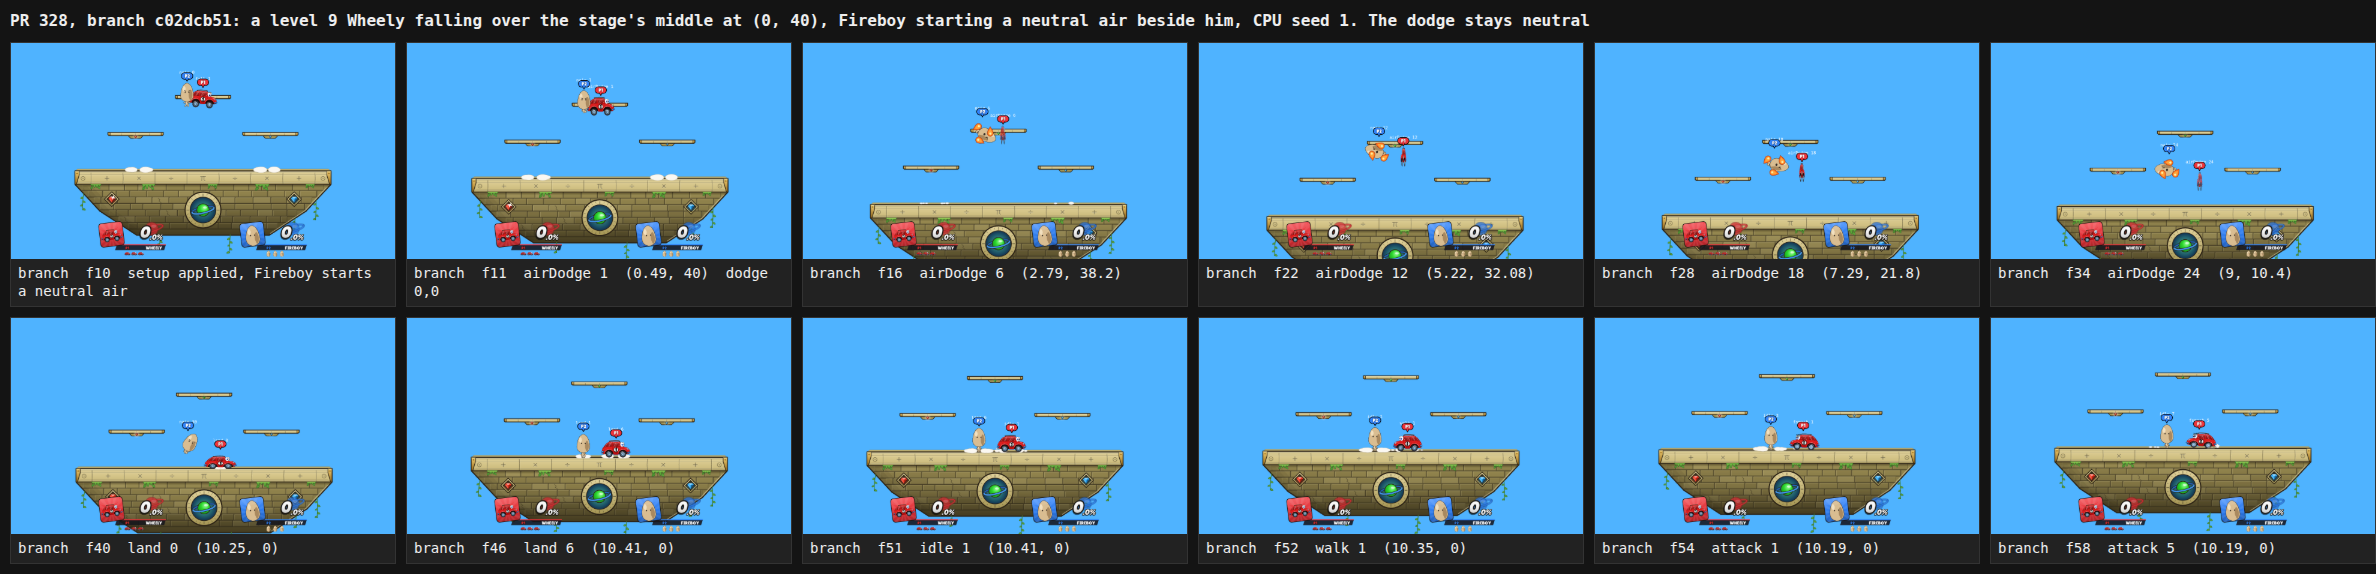 PR 328, branch c02dcb51: a level 9 Wheely falling over the stage's middle at (0, 40), Fireboy starting a neutral air beside him, CPU seed 1. The dodge stays neutral
branch  f10  setup applied, Fireboy starts
a neutral air
branch  f11  airDodge 1  (0.49, 40)  dodge
0,0
branch  f16  airDodge 6  (2.79, 38.2)
branch  f22  airDodge 12  (5.22, 32.08)
branch  f28  airDodge 18  (7.29, 21.8)
branch  f34  airDodge 24  (9, 10.4)
branch  f40  land 0  (10.25, 0)
branch  f46  land 6  (10.41, 0)
branch  f51  idle 1  (10.41, 0)
branch  f52  walk 1  (10.35, 0)
branch  f54  attack 1  (10.19, 0)
branch  f58  attack 5  (10.19, 0)